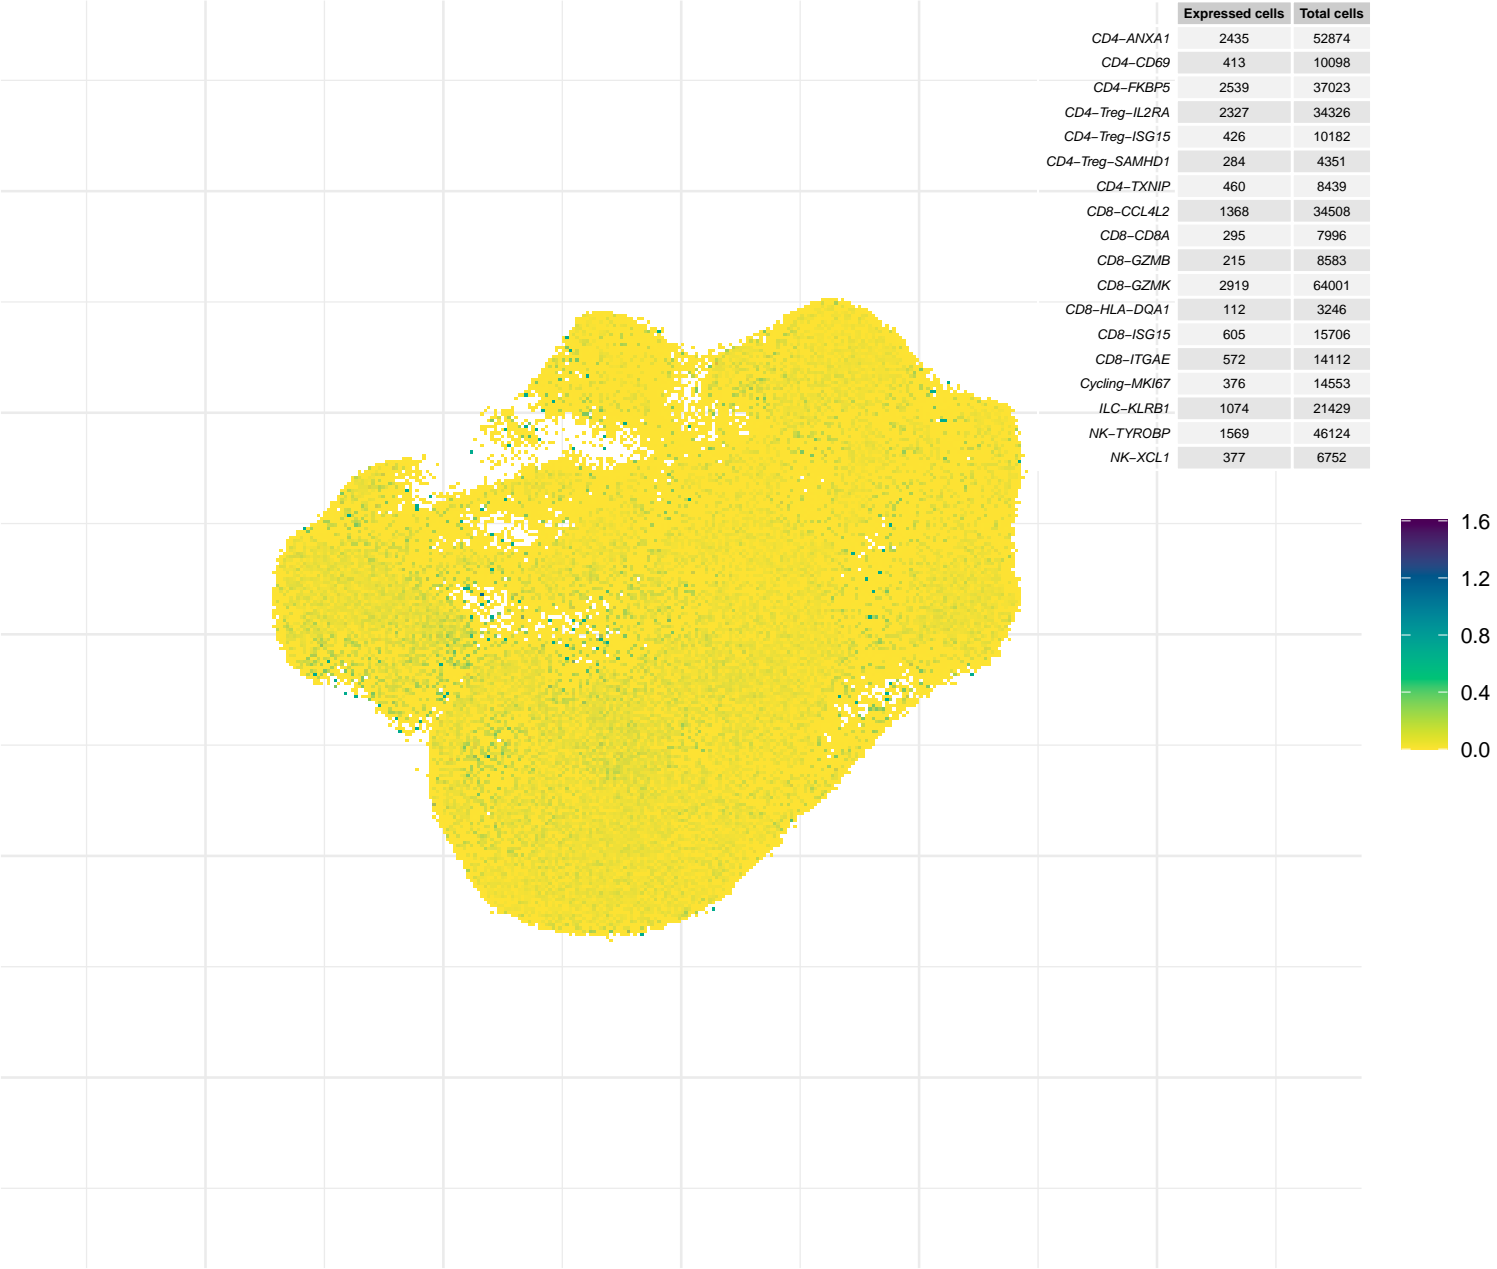 Expressed cells Total cells
CD4−ANXA1 2435 52874
CD4−CD69 413 10098
CD4−FKBP5 2539 37023
CD4−Treg−IL2RA 2327 34326
CD4−Treg−ISG15 426 10182
CD4−Treg−SAMHD1 284 4351
CD4−TXNIP 460 8439
CD8−CCL4L2 1368 34508
CD8−CD8A 295 7996
CD8−GZMB 215 8583
CD8−GZMK 2919 64001
CD8−HLA−DQA1 112 3246
CD8−ISG15 605 15706
CD8−ITGAE 572 14112
Cycling−MKI67 376 14553
ILC−KLRB1 1074 21429
NK−TYROBP 1569 46124
NK−XCL1 377 6752
1.6
1.2
0.8
0.4
0.0